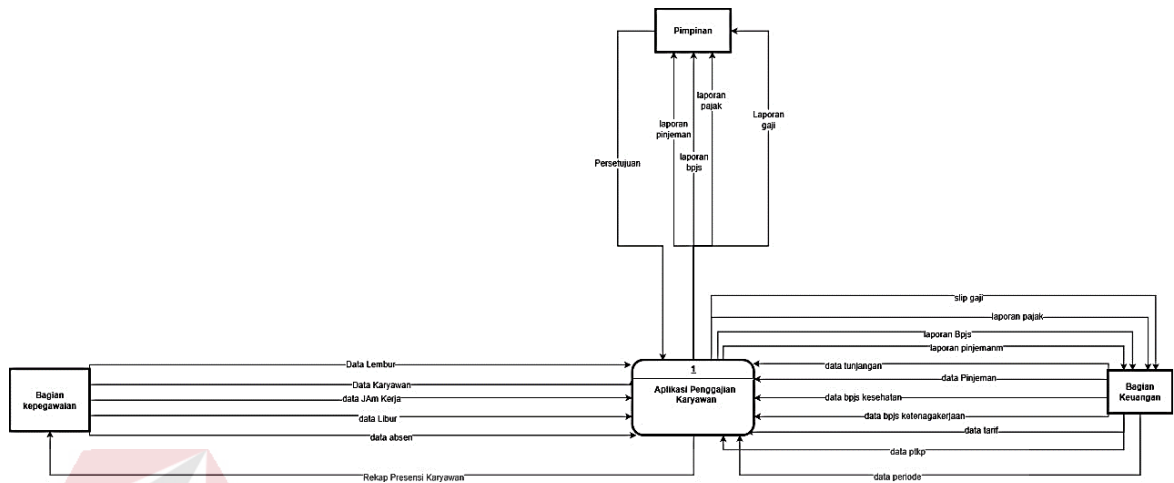 Pimpinan
laporan
pajak
laporan
pinjeman
Laporan
gaji
laporan
bpjs
Persetujuan
slip gaji
laporan pajak
laporan Bpjs
laporan pinjemanm
1
Aplikasi Penggajian
Karyawan
Bagian
kepegawaian
Data Lembur
Data Karyawan
data JAm Kerja
data Libur
data absen
Rekap Presensi Karyawan
data tunjangan
data Pinjeman
data bpjs kesehatan
data bpjs ketenagakerjaan
data tarif
data ptkp
data periode
Bagian
Keuangan